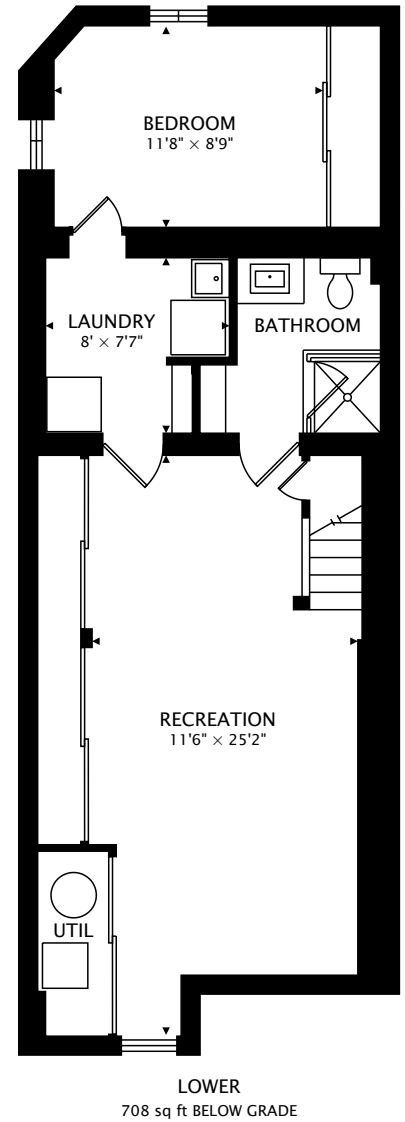 BEDROOM
11'8" × 8'9"
LAUNDRY
8' × 7'7"
BATHROOM
RECREATION
11'6" × 25'2"
UTIL
LOWER
708 sq ft BELOW GRADE